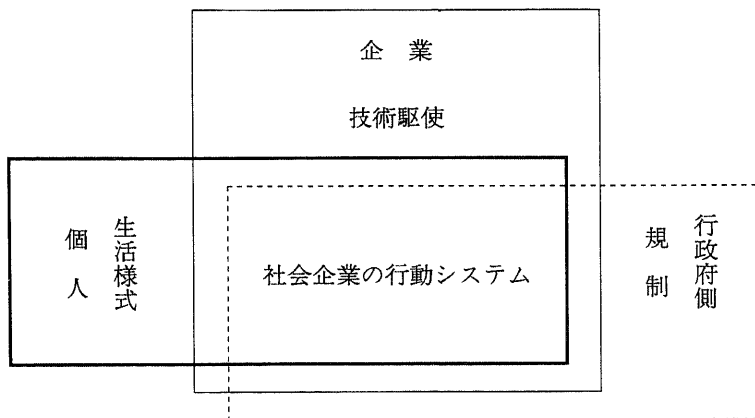 企　業
技術駆使
生活様式
個　人
社会企業の行動システム
行政府側
規　制